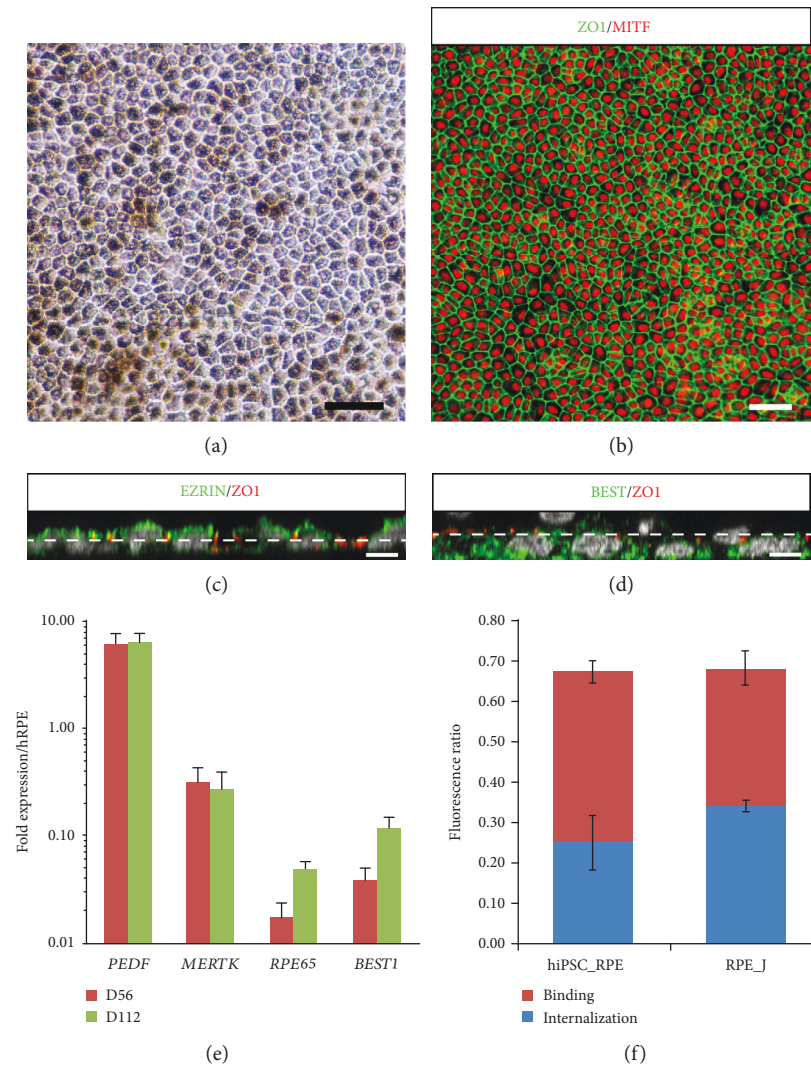 ZO1/MITF
(a)
(b)
EZRIN/ZO1
BEST/ZO1
(c)
(d)
10.00
1.00
0.10
0.01
Fold expression/hRPE
PEDF MERTK RPE65 BEST1
D56
D112
(e)
0.80
0.70
0.60
0.50
0.40
0.30
0.20
0.10
0.00
Fluorescence ratio
hiPSC_RPE RPE_J
Binding
Internalization
(f)